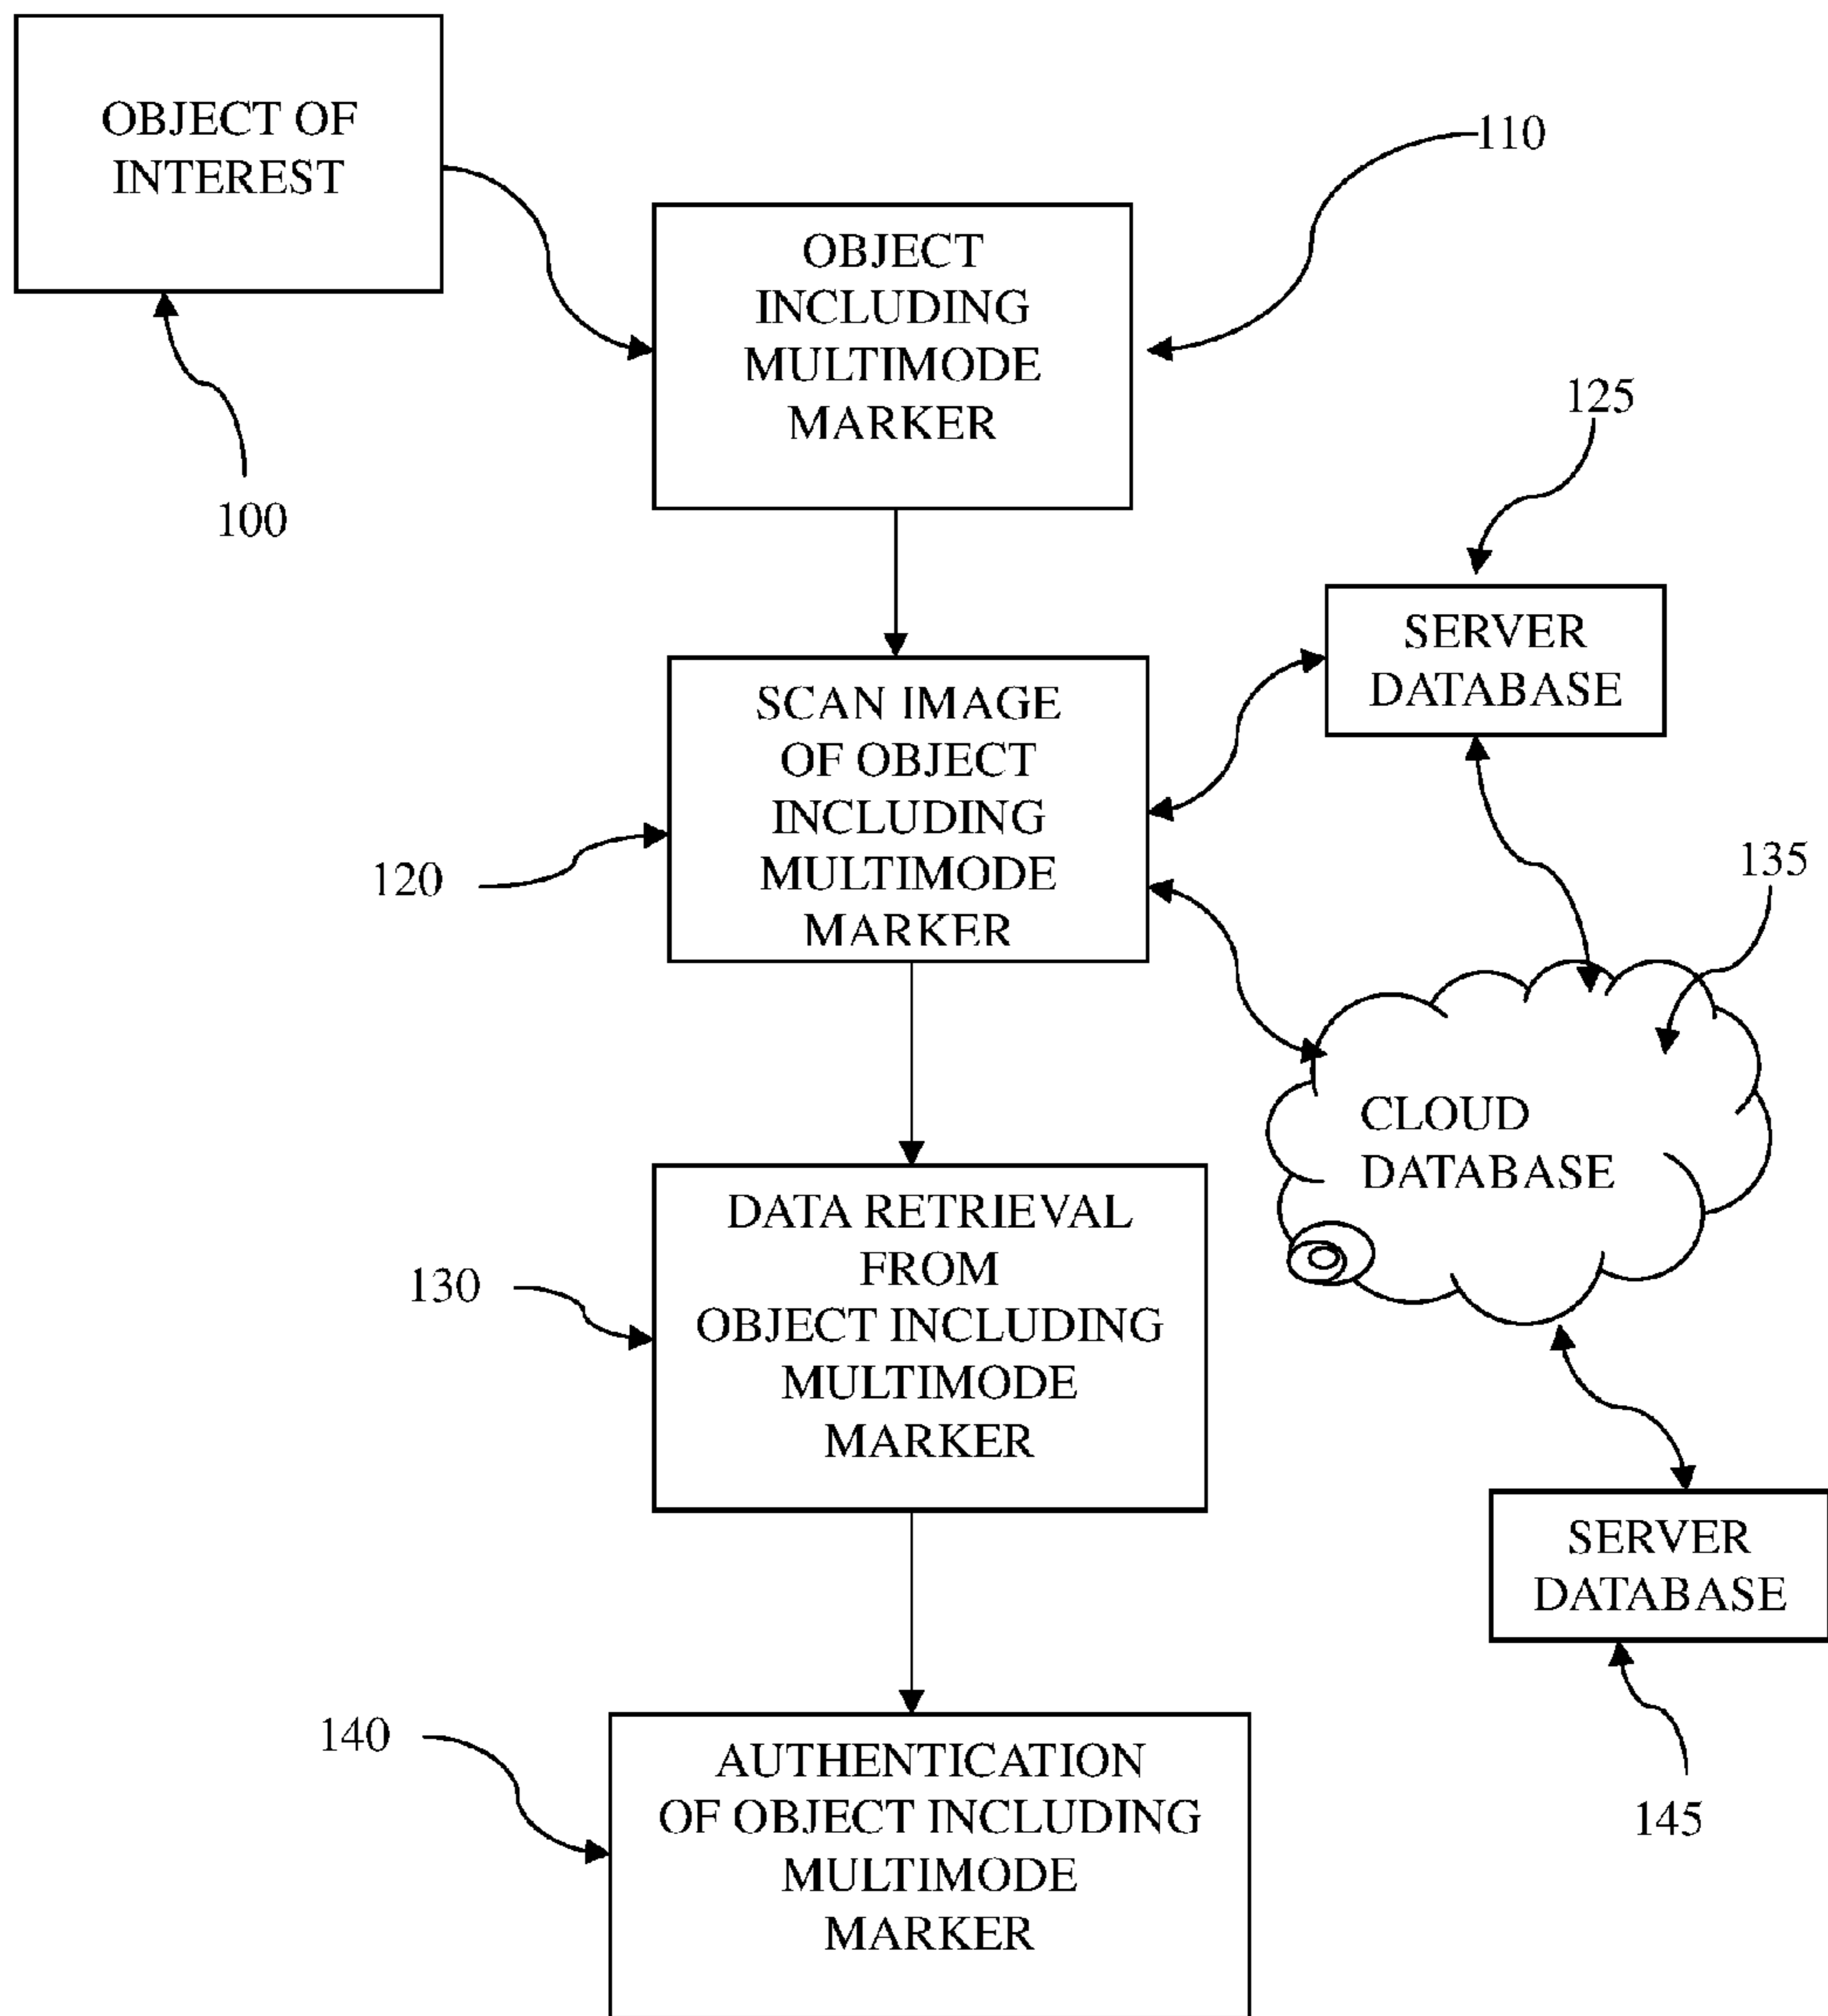 OBJECT OF
INTEREST
100
110
OBJECT
INCLUDING
MULTIMODE
MARKER
125
SERVER
DATABASE
SCAN IMAGE
OF OBJECT
INCLUDING
MULTIMODE
MARKER
120
135
CLOUD
DATABASE
DATA RETRIEVAL
FROM
OBJECT INCLUDING
MULTIMODE
MARKER
130
SERVER
DATABASE
145
140
AUTHENTICATION
OF OBJECT INCLUDING
MULTIMODE
MARKER